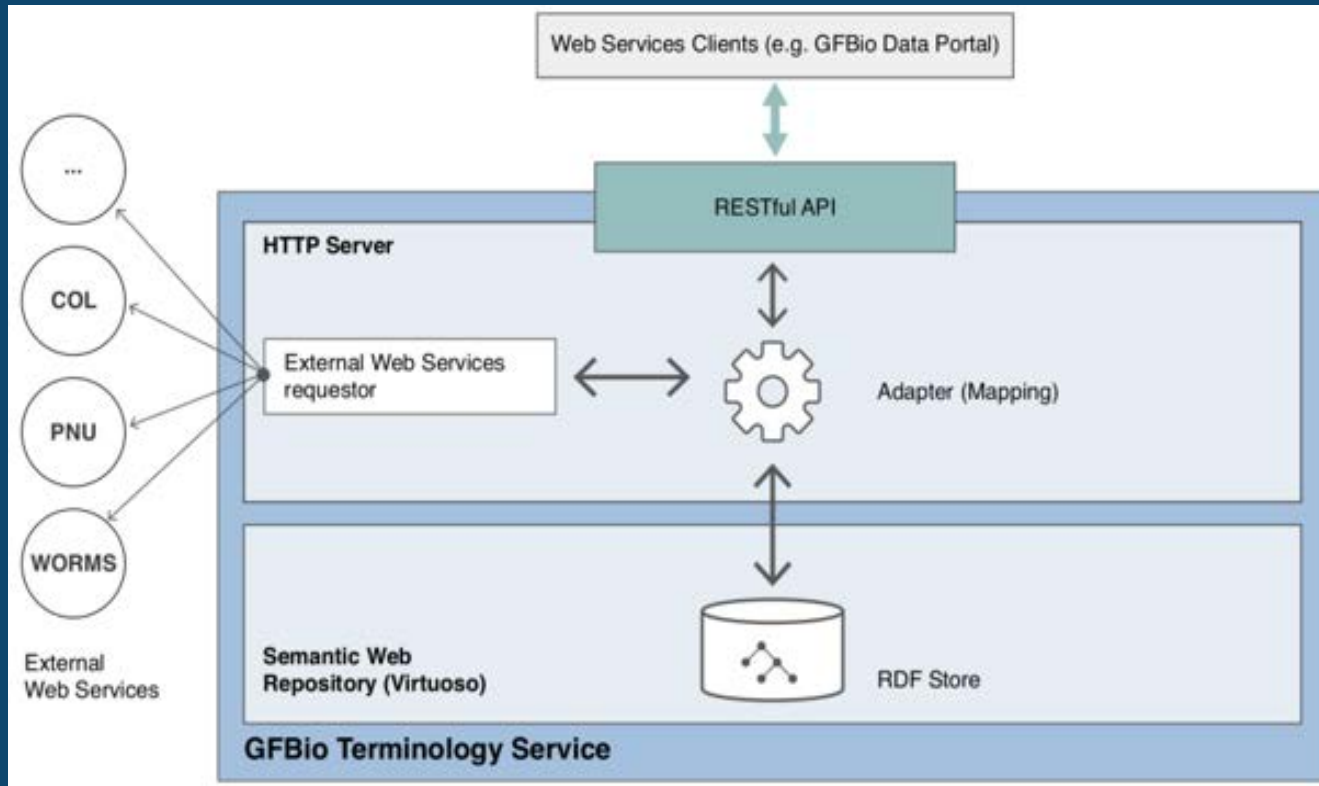 Web Services Clients (e.g. GFBio Data Portal)
RESTful API
HTTP Server
...
COL
PNU
WORMS
External
Web Services
External Web Services
requestor
Adapter (Mapping)
Semantic Web
Repository (Virtuoso)
RDF Store
GFBio Terminology Service